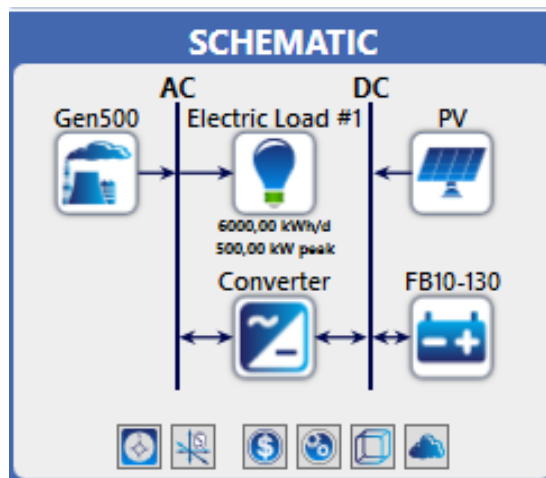 SCHEMATIC
AC DC
Gen500 Electric Load #1 PV
6000,00 kWh/d
500,00 kW peak
Converter FB10-130